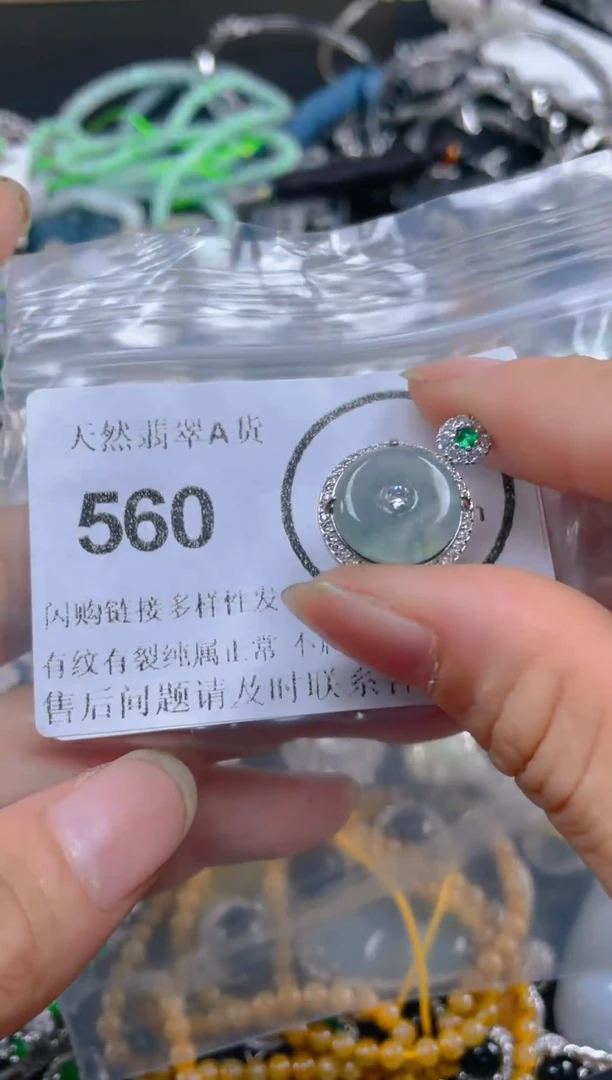 天然翡翠A货
560
闪购链接多样性发
有纹有裂纯属正常 不
售后问题请及时联系